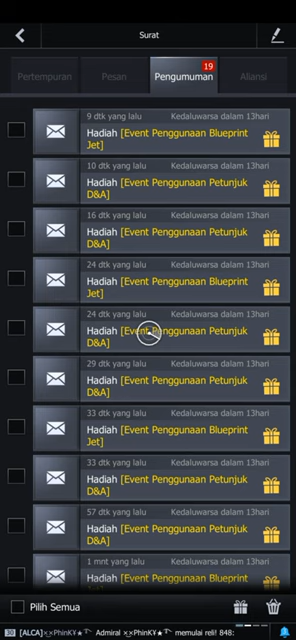 Surat
Pertempuran
Pesan
Pengumuman
19
Aliansi
9 dtk yang lalu Kedaluwarsa dalam 13hari
Hadiah [Event Penggunaan Blueprint
Jet]
10 dtk yang lalu Kedaluwarsa dalam 13hari
Hadiah [Event Penggunaan Petunjuk
D&A]
16 dtk yang lalu Kedaluwarsa dalam 13hari
Hadiah [Event Penggunaan Petunjuk
D&A]
24 dtk yang lalu Kedaluwarsa dalam 13hari
Hadiah [Event Penggunaan Blueprint
Jet]
24 dtk yang lalu Kedaluwarsa dalam 13hari
Hadiah [Event Penggunaan Petunjuk
D&A]
29 dtk yang lalu Kedaluwarsa dalam 13hari
Hadiah [Event Penggunaan Petunjuk
D&A]
33 dtk yang lalu Kedaluwarsa dalam 13hari
Hadiah [Event Penggunaan Blueprint
Jet]
33 dtk yang lalu Kedaluwarsa dalam 13hari
Hadiah [Event Penggunaan Petunjuk
D&A]
57 dtk yang lalu Kedaluwarsa dalam 13hari
Hadiah [Event Penggunaan Petunjuk
D&A]
1 mnt yang lalu Kedaluwarsa dalam 13hari
Hadiah [Event Penggunaan Blueprint
Jet]
Pilih Semua
[ALCA] Admiral memulai reli!